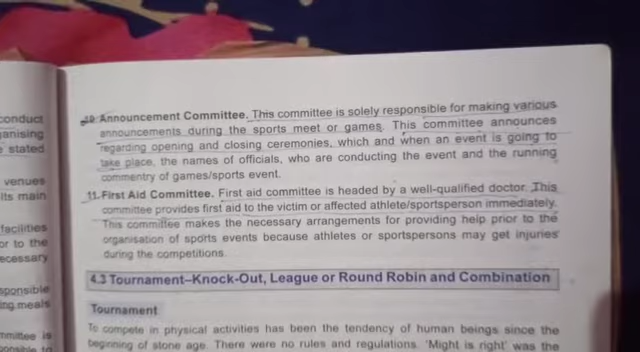 conduct
ganising
stated
venues
its main
facilities
or to the
ecessary
sponsible
ing meals
mmittee is
10. Announcement Committee. This committee is solely responsible for making various
announcements during the sports meet or games. This committee announces
regarding opening and closing ceremonies, which and when an event is going to
take place, the names of officials, who are conducting the event and the running
commentry of games/sports event.
11. First Aid Committee. First aid committee is headed by a well-qualified doctor. This
committee provides first aid to the victim or affected athlete/sportsperson immediately.
This committee makes the necessary arrangements for providing help prior to the
organisation of sports events because athletes or sportspersons may get injuries
during the competitions.
4.3 Tournament–Knock-Out, League or Round Robin and Combination
Tournament
To compete in physical activities has been the tendency of human beings since the
beginning of stone age. There were no rules and regulations. 'Might is right' was the